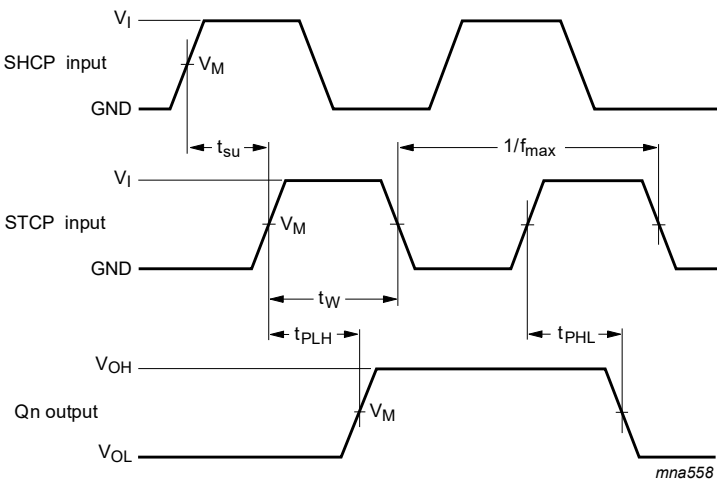 VI
SHCP input
VM
GND
tsu
1/fmax
VI
STCP input
VM
GND
tW
tPLH
tPHL
VOH
Qn output
VM
VOL
mna558